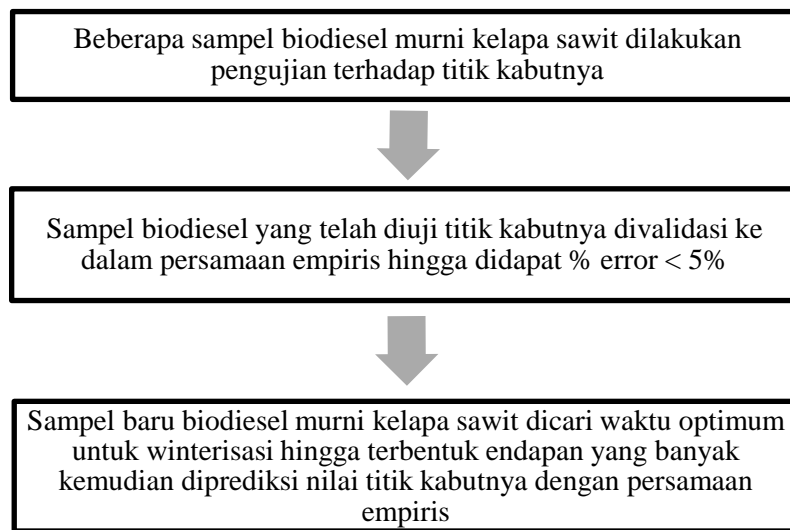 Beberapa sampel biodiesel murni kelapa sawit dilakukan
pengujian terhadap titik kabutnya
Sampel biodiesel yang telah diuji titik kabutnya divalidasi ke
dalam persamaan empiris hingga didapat % error < 5%
Sampel baru biodiesel murni kelapa sawit dicari waktu optimum
untuk winterisasi hingga terbentuk endapan yang banyak
kemudian diprediksi nilai titik kabutnya dengan persamaan
empiris